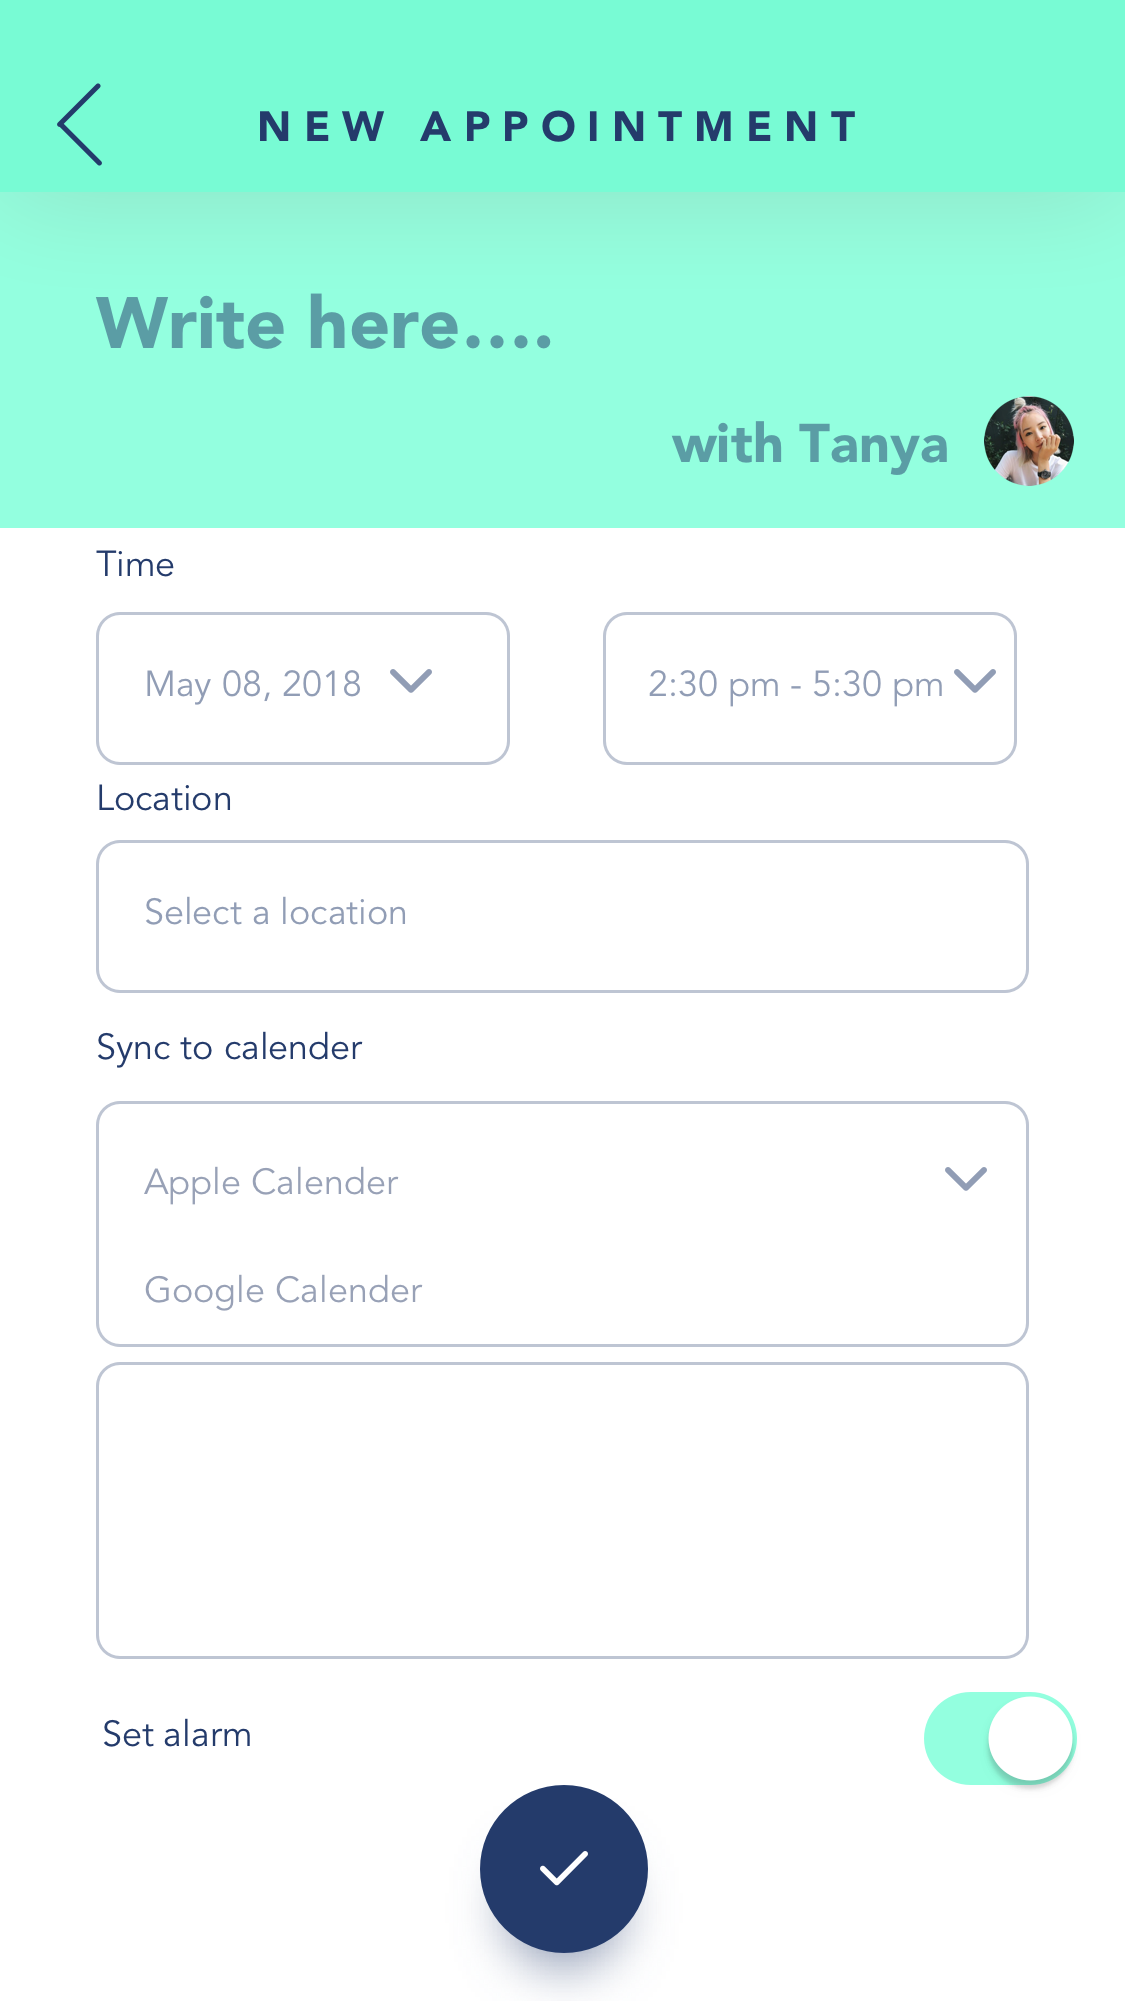 NEW APPOINTMENT
Write here....
with Tanya
Time
May 08, 2018
2:30 pm - 5:30 pm
Location
Select a location
Sync to calender
Apple Calender
Google Calender
Set alarm